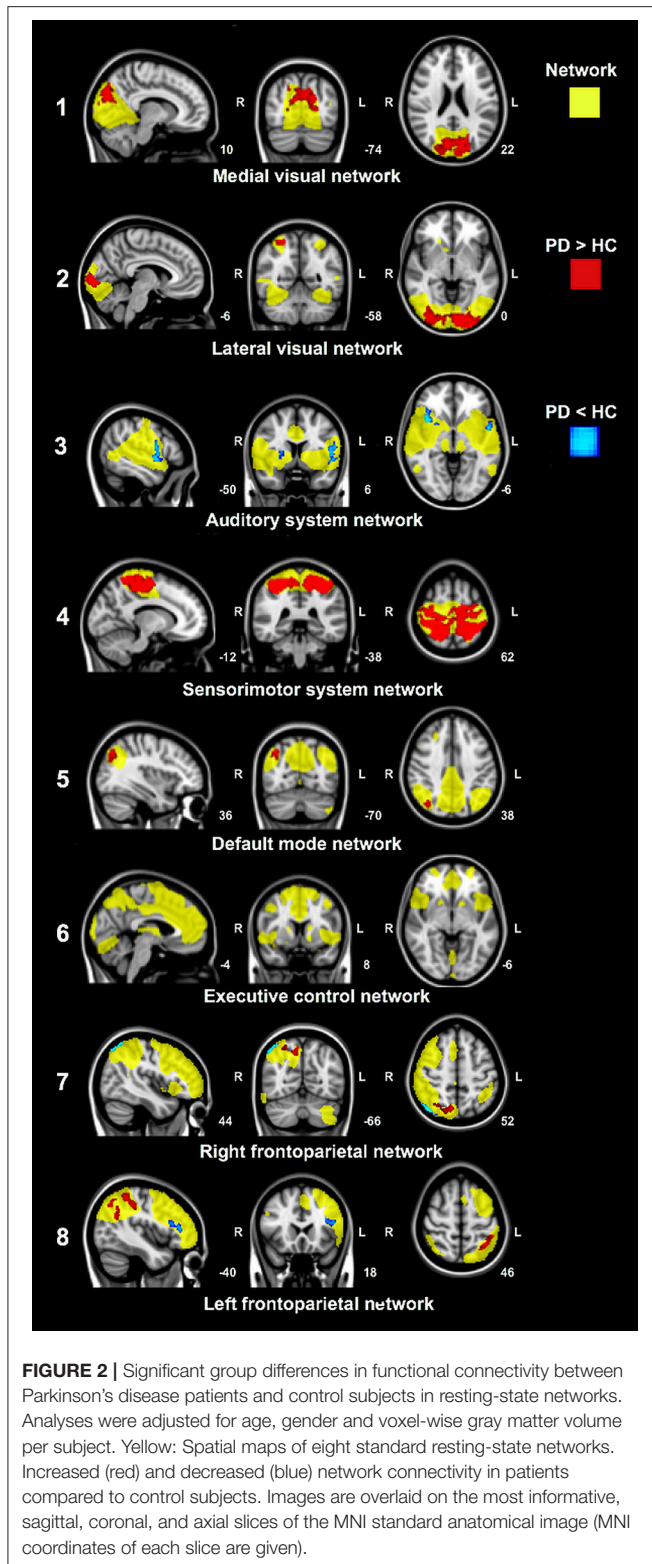 Network
1 R L R L
10 -74 22
Medial visual network
PD > HC
2 R L R L
-6 -58 0
Lateral visual network
PD < HC
3 R L R L
-50 6 -6
Auditory system network
4 R L R L
-12 -38 62
Sensorimotor system network
5 R L R L
36 -70 38
Default mode network
6 R L R L
-4 8 -6
Executive control network
7 R L R L
44 -66 52
Right frontoparietal network
8 R L R L
-40 18 46
Left frontoparietal network
FIGURE 2 | Significant group differences in functional connectivity between
Parkinson's disease patients and control subjects in resting-state networks.
Analyses were adjusted for age, gender and voxel-wise gray matter volume
per subject. Yellow: Spatial maps of eight standard resting-state networks.
Increased (red) and decreased (blue) network connectivity in patients
compared to control subjects. Images are overlaid on the most informative,
sagittal, coronal, and axial slices of the MNI standard anatomical image (MNI
coordinates of each slice are given).